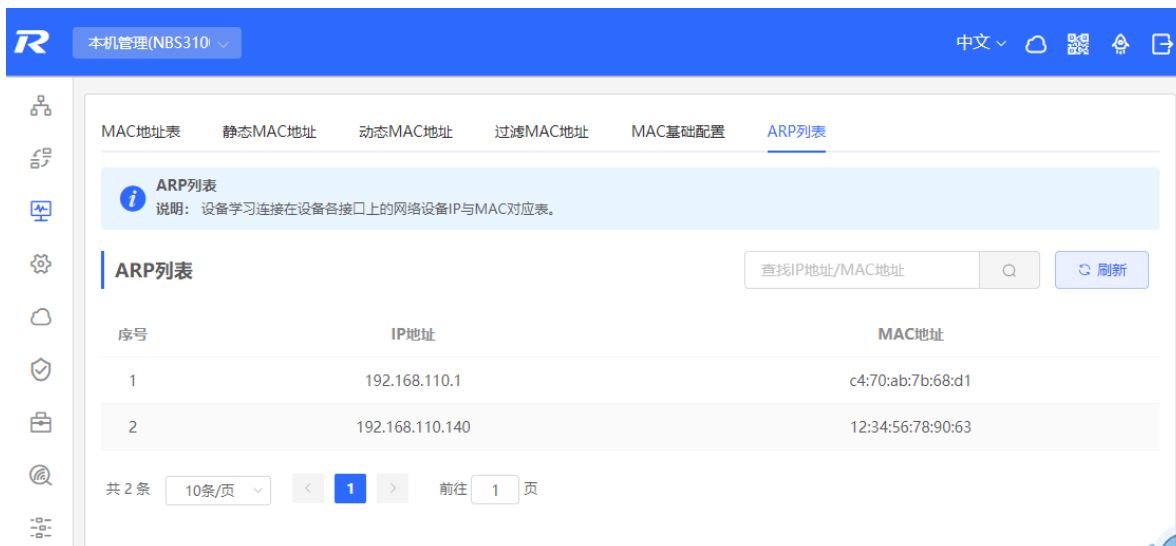 本机管理(NBS310
中文
MAC地址表 静态MAC地址 动态MAC地址 过滤MAC地址 MAC基础配置 ARP列表
ARP列表
说明: 设备学习连接在设备各接口上的网络设备IP与MAC对应表。
ARP列表
查找IP地址/MAC地址
刷新
序号 IP地址 MAC地址
1 192.168.110.1 c4:70:ab:7b:68:d1
2 192.168.110.140 12:34:56:78:90:63
共 2 条 10条/页 1 前往 1 页